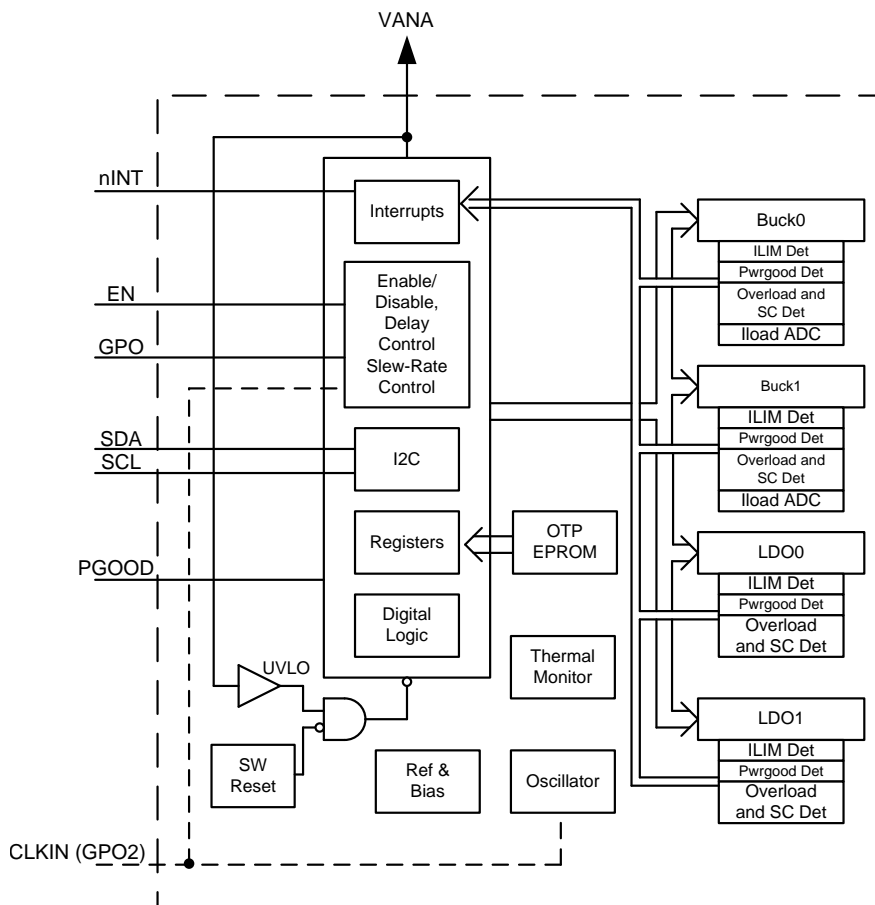 VANA
nINT
Interrupts
EN
GPO
Enable/
Disable,
Delay
Control
Slew-Rate
Control
SDA
SCL
I2C
Registers
OTP
EPROM
PGOOD
Digital
Logic
UVLO
Thermal
Monitor
SW
Reset
Ref &
Bias
Oscillator
CLKIN (GPO2)
Buck0
ILIM Det
Pwrgood Det
Overload and
SC Det
Iload ADC
Buck1
ILIM Det
Pwrgood Det
Overload and
SC Det
Iload ADC
LDO0
ILIM Det
Pwrgood Det
Overload
and SC Det
LDO1
ILIM Det
Pwrgood Det
Overload
and SC Det